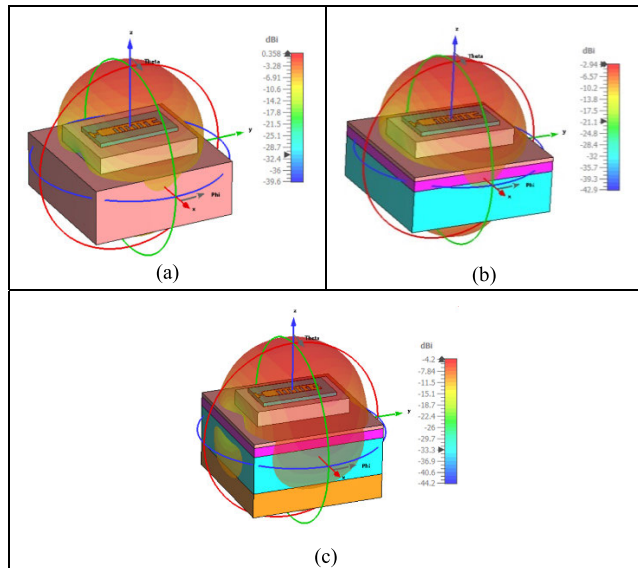 z
dBi
Theta
0.358
-3.28
-6.91
-10.6
-14.2
-17.8
-21.5
-25.1
-28.7
-32.4
-36
-39.6
y
Phi
x
(a)
z
dBi
Theta
-2.94
-6.57
-10.2
-13.8
-17.5
-21.1
-24.8
-28.4
-32
-35.7
-39.3
-42.9
y
Phi
x
(b)
z
dBi
Theta
-4.2
-7.84
-11.5
-15.1
-18.8
-22.4
-26
-29.7
-33.3
-36.9
-40.6
-44.2
y
Phi
x
(c)